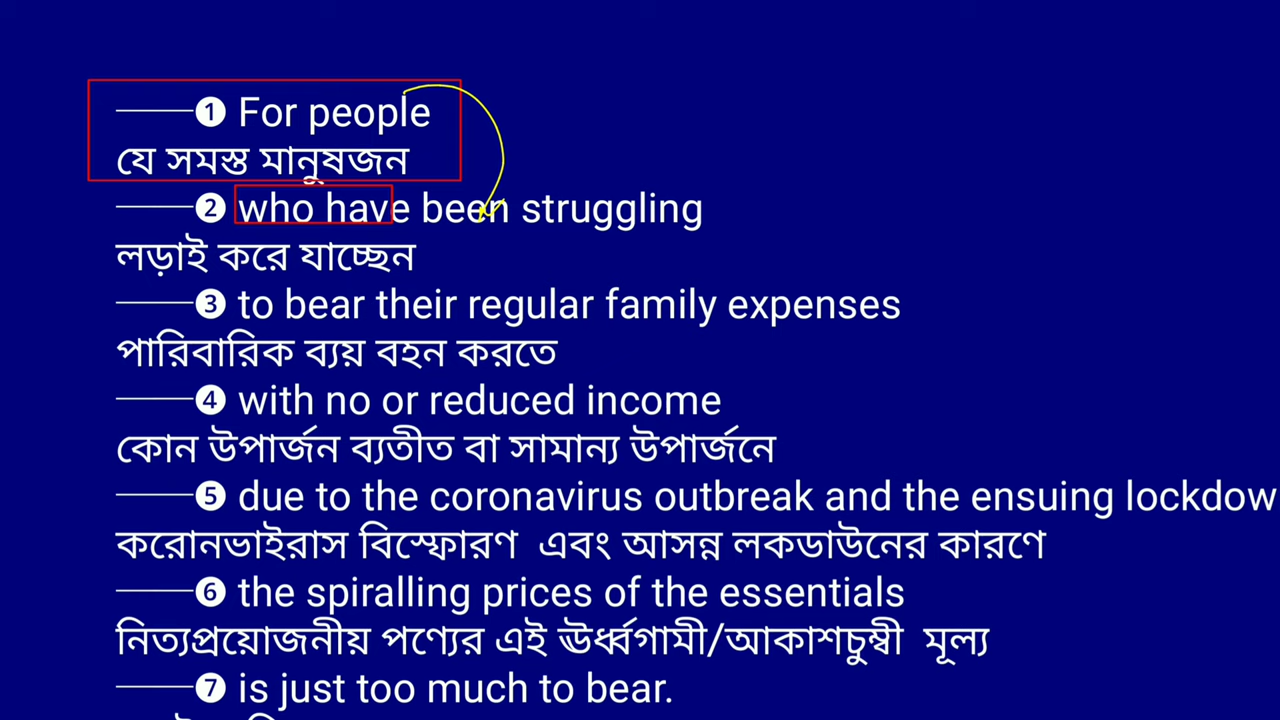 ❶ For people
যে সমস্ত মানুষজন
❷ who have been struggling
লড়াই করে যাচ্ছেন
❸ to bear their regular family expenses
পারিবারিক ব্যয় বহন করতে
❹ with no or reduced income
কোন উপার্জন ব্যতীত বা সামান্য উপার্জনে
❺ due to the coronavirus outbreak and the ensuing lockdow
করোনভাইরাস বিস্ফোরণ এবং আসন্ন লকডাউনের কারণে
❻ the spiralling prices of the essentials
নিত্যপ্রয়োজনীয় পণ্যের এই ঊর্ধ্বগামী/আকাশচুম্বী মূল্য
❼ is just too much to bear.